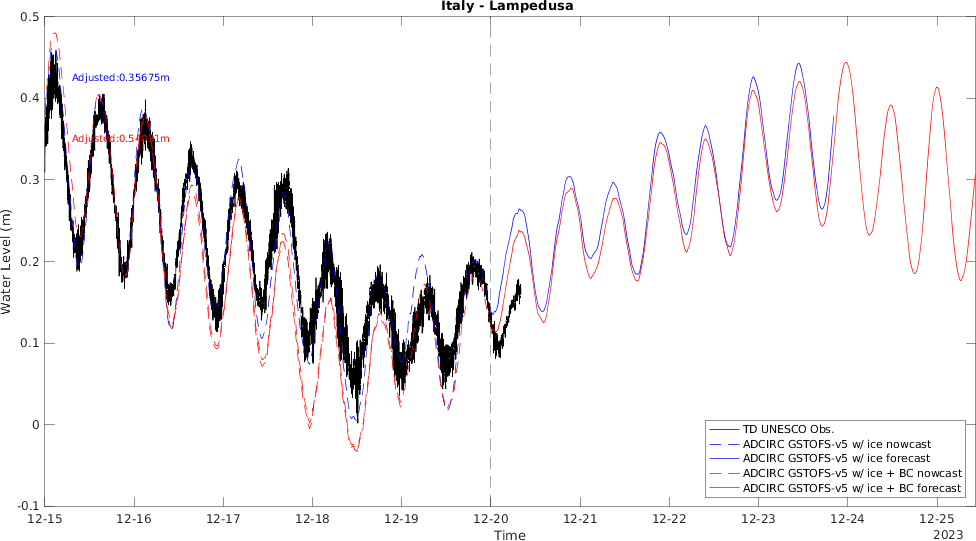 Italy - Lampedusa
0.5
0.4
0.3
0.2
0.1
0
-0.1
Water Level (m)
Adjusted:0.35675m
12-15
12-16
12-17
12-18
12-19
12-20
12-21
12-22
12-23
12-24
12-25
Time
2023
TD UNESCO Obs.
ADCIRC GSTOFS-v5 w/ ice nowcast
ADCIRC GSTOFS-v5 w/ ice forecast
ADCIRC GSTOFS-v5 w/ ice + BC nowcast
ADCIRC GSTOFS-v5 w/ ice + BC forecast